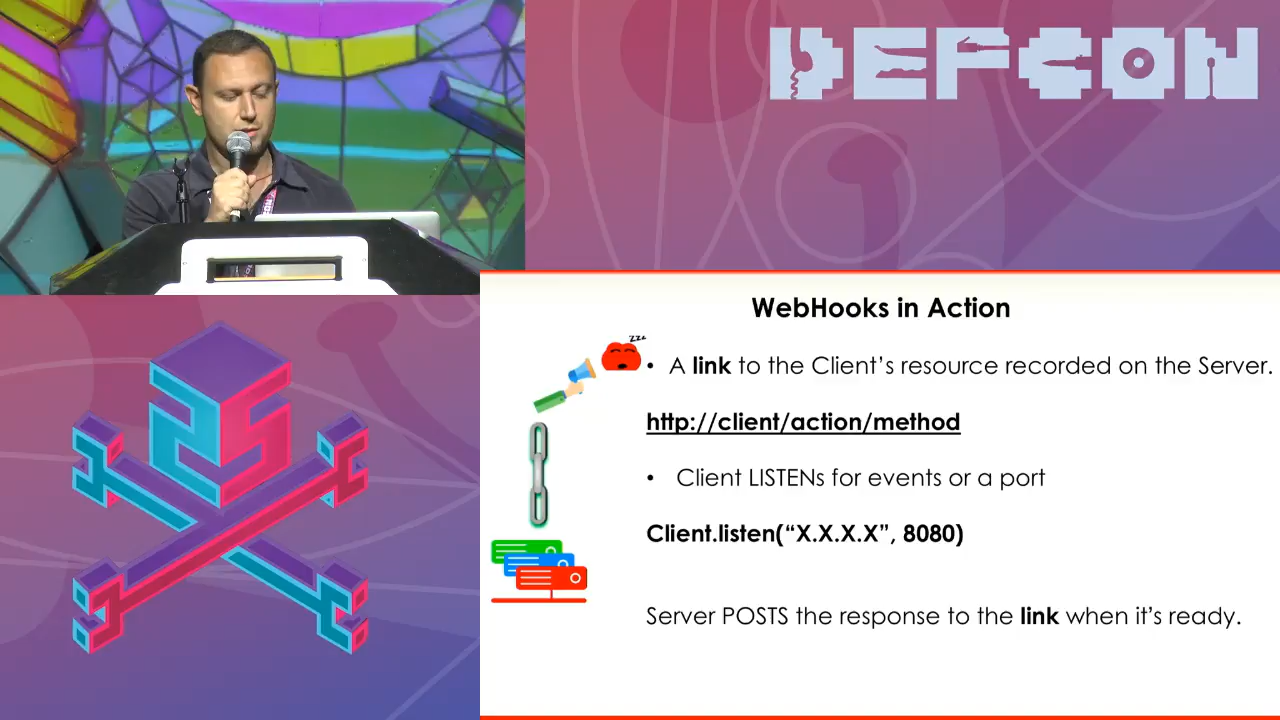 DEFCON
WebHooks in Action
zzz
• A link to the Client’s resource recorded on the Server.
http://client/action/method
• Client LISTENs for events or a port
Client.listen(“X.X.X.X”, 8080)
Server POSTS the response to the link when it’s ready.